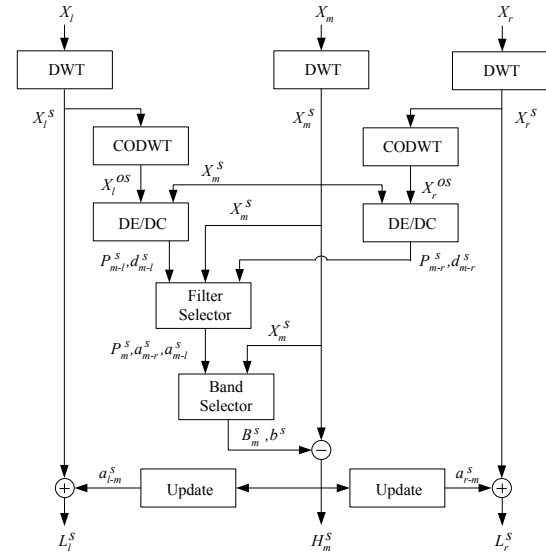 X_l X_m X_r
DWT DWT DWT
X_l^s X_m^s X_r^s
CODWT CODWT
X_l^os X_m^s X_r^os
DE/DC DE/DC
X_m^s
P_m-l^s,d_m-l^s P_m-r^s,d_m-r^s
Filter
Selector
P_m^s,a_m-r^s,a_m-l^s X_m^s
Band
Selector
B_m^s,b^s
−
a_l-m^s a_r-m^s
+ Update Update +
L_l^s H_m^s L_r^s